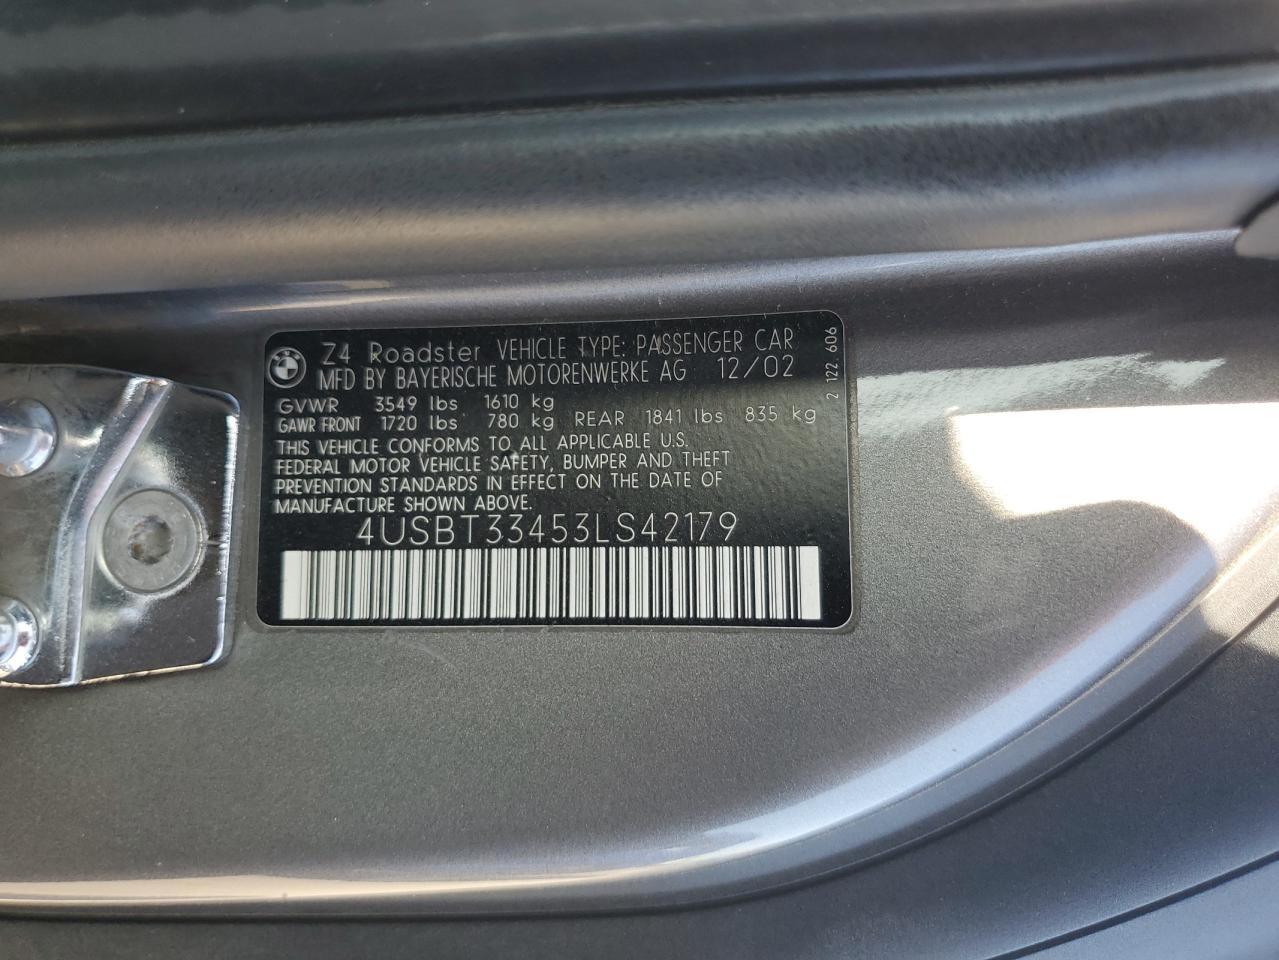 Z4 Roadster VEHICLE TYPE: PASSENGER CAR
MFD BY BAYERISCHE MOTORENWERKE AG 12/02
GVWR 3549 lbs 1610 kg
GAWR FRONT 1720 lbs 780 kg REAR 1841 lbs 835 kg
THIS VEHICLE CONFORMS TO ALL APPLICABLE U.S.
FEDERAL MOTOR VEHICLE SAFETY, BUMPER AND THEFT
PREVENTION STANDARDS IN EFFECT ON THE DATE OF
MANUFACTURE SHOWN ABOVE.
4USBT33453LS42179
2 122 606